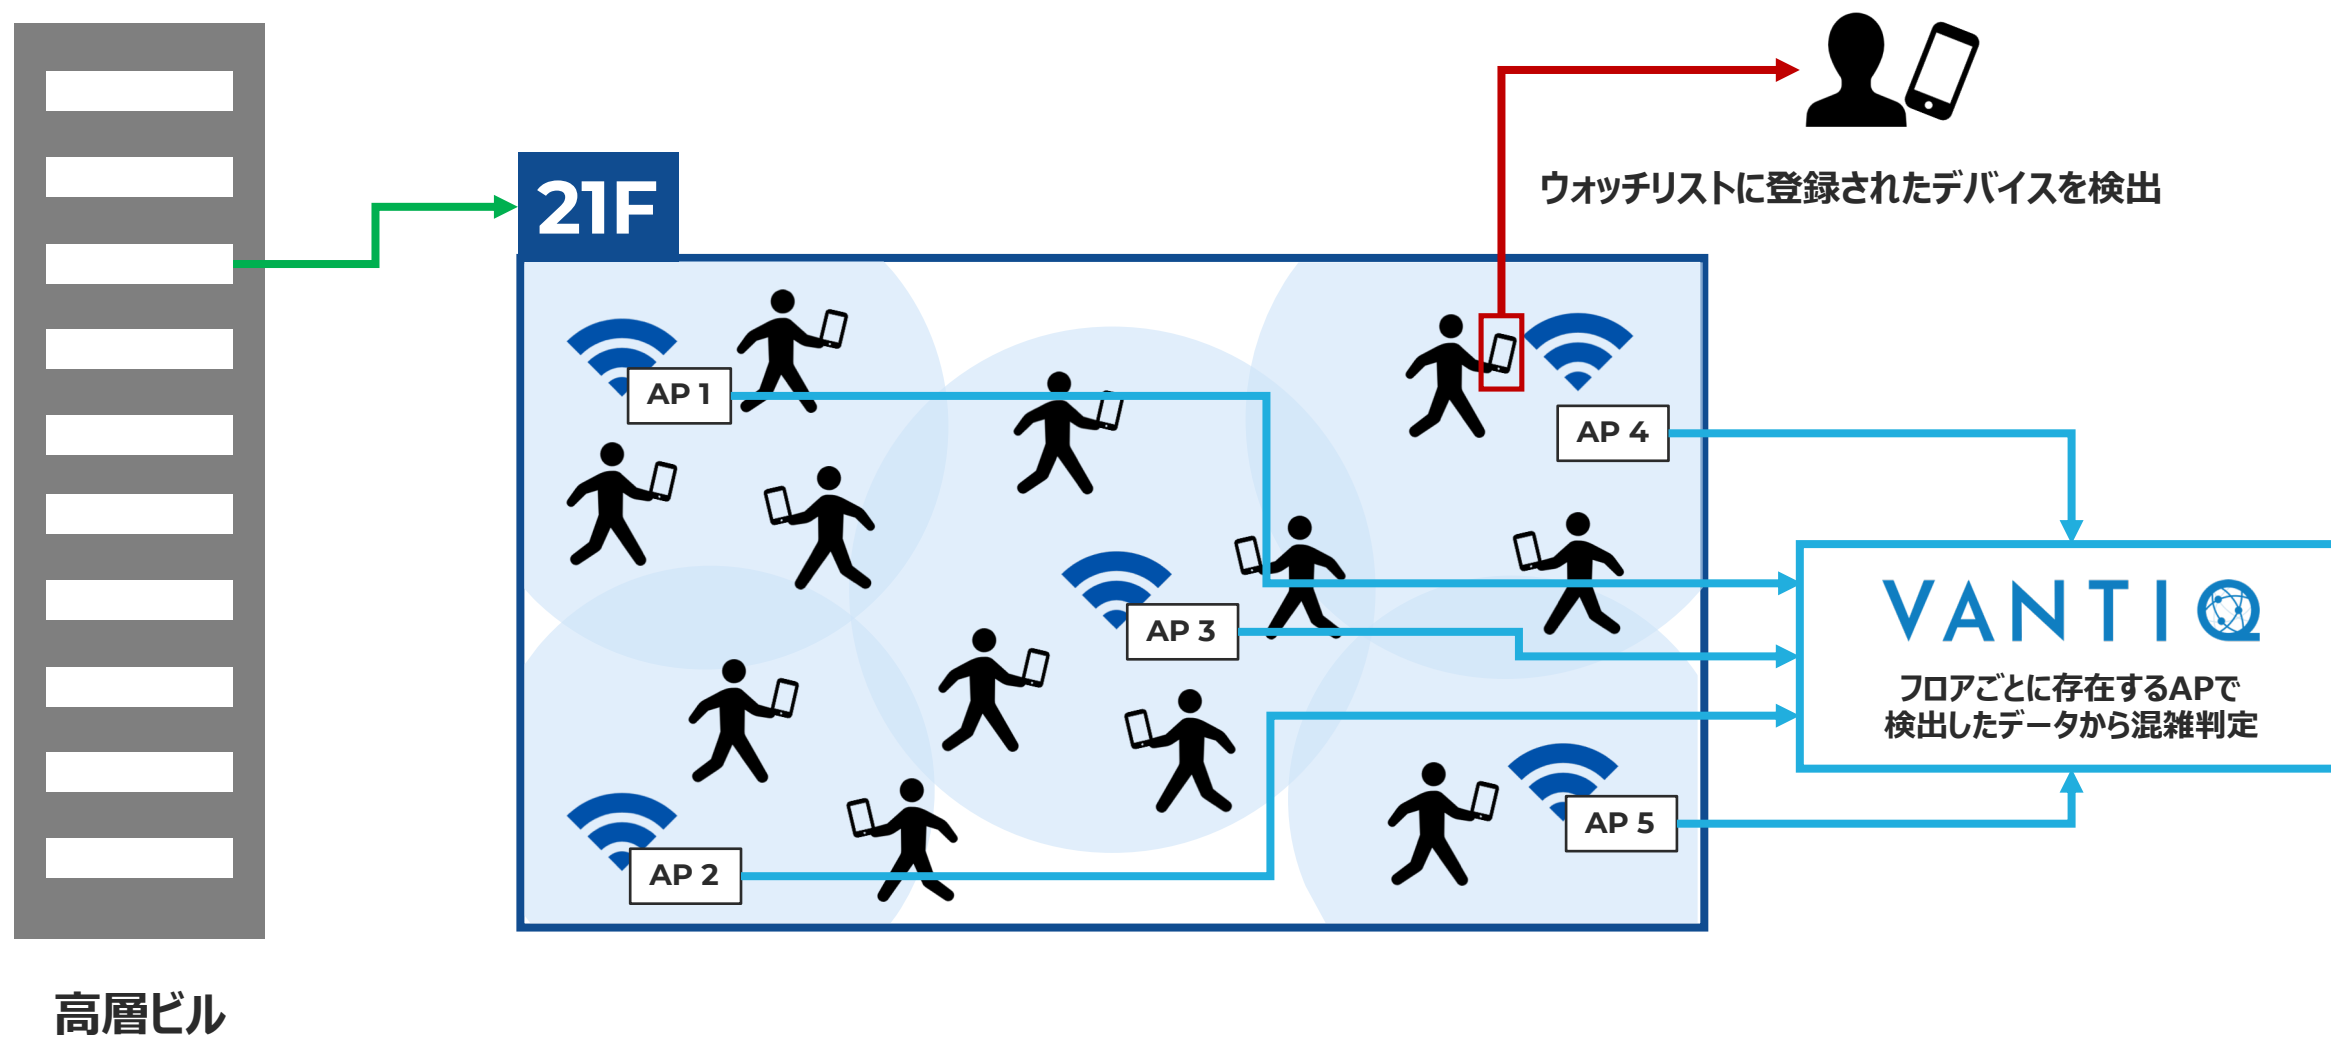 ウォッチリストに登録されたデバイスを検出
21F
AP 1
AP 4
AP 3
VANTIQ
フロアごとに存在するAPで
検出したデータから混雑判定
AP 5
AP 2
高層ビル